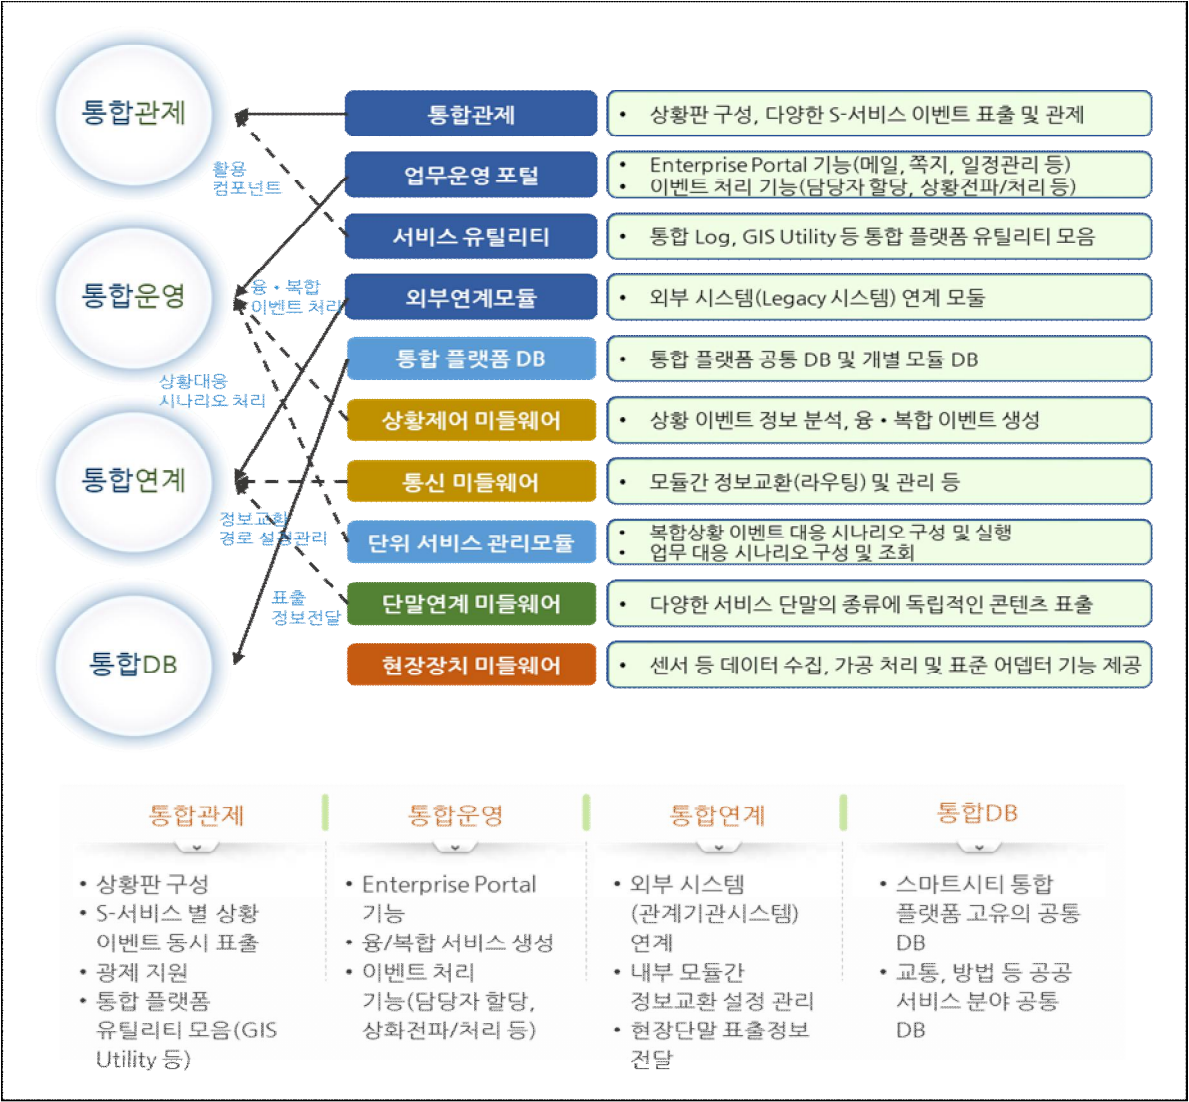 통합관제
통합관제
• 상황판 구성, 다양한 S-서비스 이벤트 표출 및 관제
활용
컴포넌트
업무운영 포털
• Enterprise Portal 기능(메일, 쪽지, 일정관리 등)
• 이벤트 처리 기능(담당자 할당, 상황전파/처리 등)
서비스 유틸리티
• 통합 Log, GIS Utility 등 통합 플랫폼 유틸리티 모음
통합운영
융・복합
이벤트 처리
외부연계모듈
• 외부 시스템(Legacy 시스템) 연계 모둘
통합 플랫폼 DB
• 통합 플랫폼 공통 DB 및 개별 모듈 DB
상황대응
시나리오 처리
상황제어 미들웨어
• 상황 이벤트 정보 분석, 융・복합 이벤트 생성
통합연계
통신 미들웨어
• 모듈간 정보교환(라우팅) 및 관리 등
정보교환
경로 설정관리
단위 서비스 관리모듈
• 복합상황 이벤트 대응 시나리오 구성 및 실행
• 업무 대응 시나리오 구성 및 조회
표출
정보전달
단말연계 미들웨어
• 다양한 서비스 단말의 종류에 독립적인 콘텐츠 표출
통합DB
현장장치 미들웨어
• 센서 등 데이터 수집, 가공 처리 및 표준 어뎁터 기능 제공
통합관제
• 상황판 구성
• S-서비스 별 상황
이벤트 동시 표출
• 광제 지원
• 통합 플랫폼
유틸리티 모음(GIS
Utility 등)
통합운영
• Enterprise Portal
기능
• 융/복합 서비스 생성
• 이벤트 처리
기능(담당자 할당,
상화전파/처리 등)
통합연계
• 외부 시스템
(관계기관시스템)
연계
• 내부 모듈간
정보교환 설정 관리
• 현장단말 표출정보
전달
통합DB
• 스마트시티 통합
플랫폼 고유의 공통
DB
• 교통, 방법 등 공공
서비스 분야 공통
DB